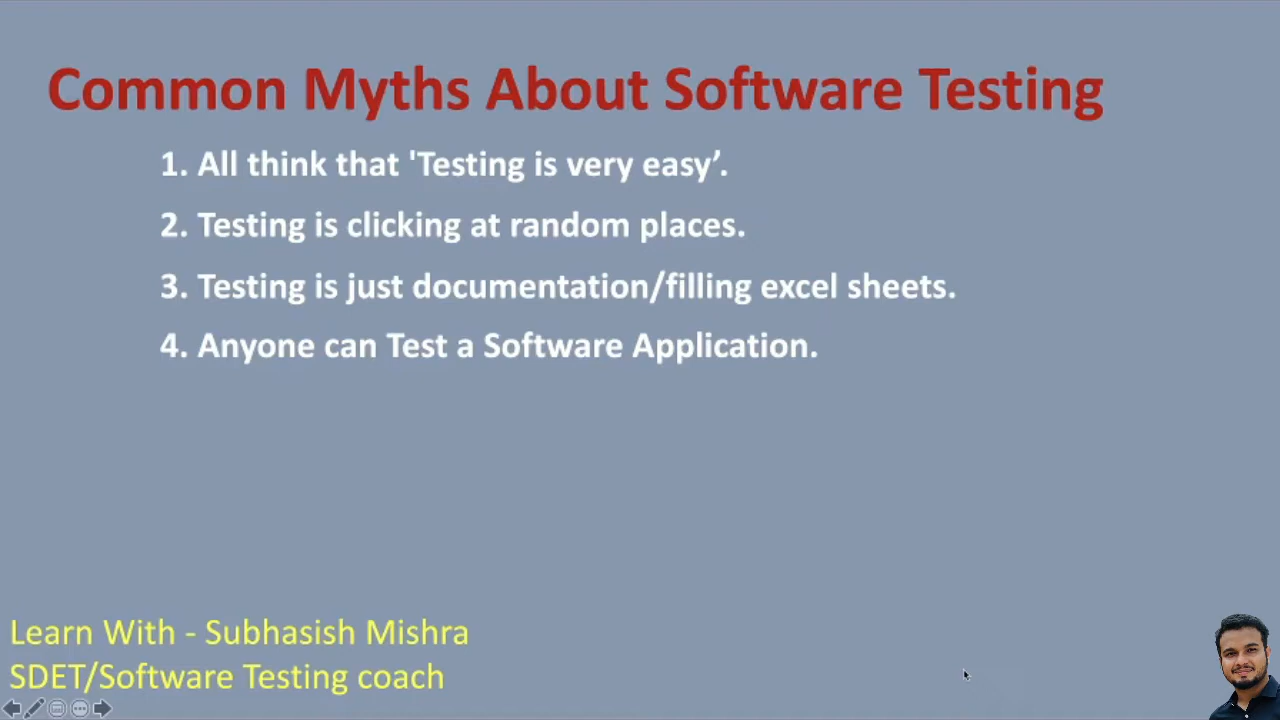 Common Myths About Software Testing
1. All think that 'Testing is very easy’.
2. Testing is clicking at random places.
3. Testing is just documentation/filling excel sheets.
4. Anyone can Test a Software Application.
Learn With - Subhasish Mishra
SDET/Software Testing coach